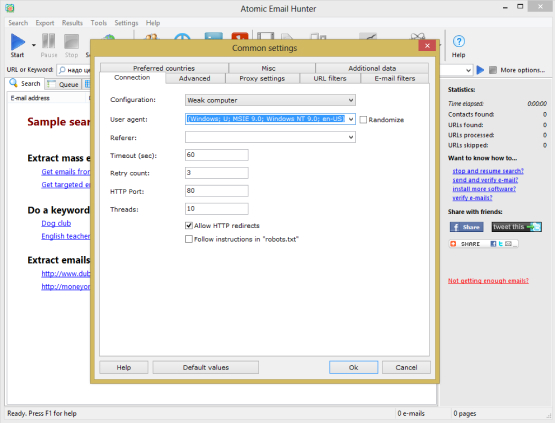 Atomic Email Hunter
Search Export Results Tools Settings Help
Start Pause Stop Help
URL or Keyword: надо це More options...
Search Queue
E-mail address
Sample sear
Extract mass e
Get emails from
Get targeted e
Do a keyword
Dog club
English teacher
Extract emails
http://www.dub
http://moneyor
Common settings
Preferred countries Misc Additional data
Connection Advanced Proxy settings URL filters E-mail filters
Configuration: Weak computer
User agent: (Windows; U; MSIE 9.0; Windows NT 9.0; en-US) Randomize
Referer:
Timeout (sec): 60
Retry count: 3
HTTP Port: 80
Threads: 10
Allow HTTP redirects
Follow instructions in "robots.txt"
Help Default values Ok Cancel
Statistics:
Time elapsed: 0:00:00
Contacts found: 0
URLs found: 0
URLs processed: 0
URLs skipped: 0
Want to know how to...
stop and resume search?
send and verify e-mail?
install more software?
verify e-mails?
Share with friends:
Share tweet this
SHARE
Not getting enough emails?
Ready. Press F1 for help 0 e-mails 0 pages